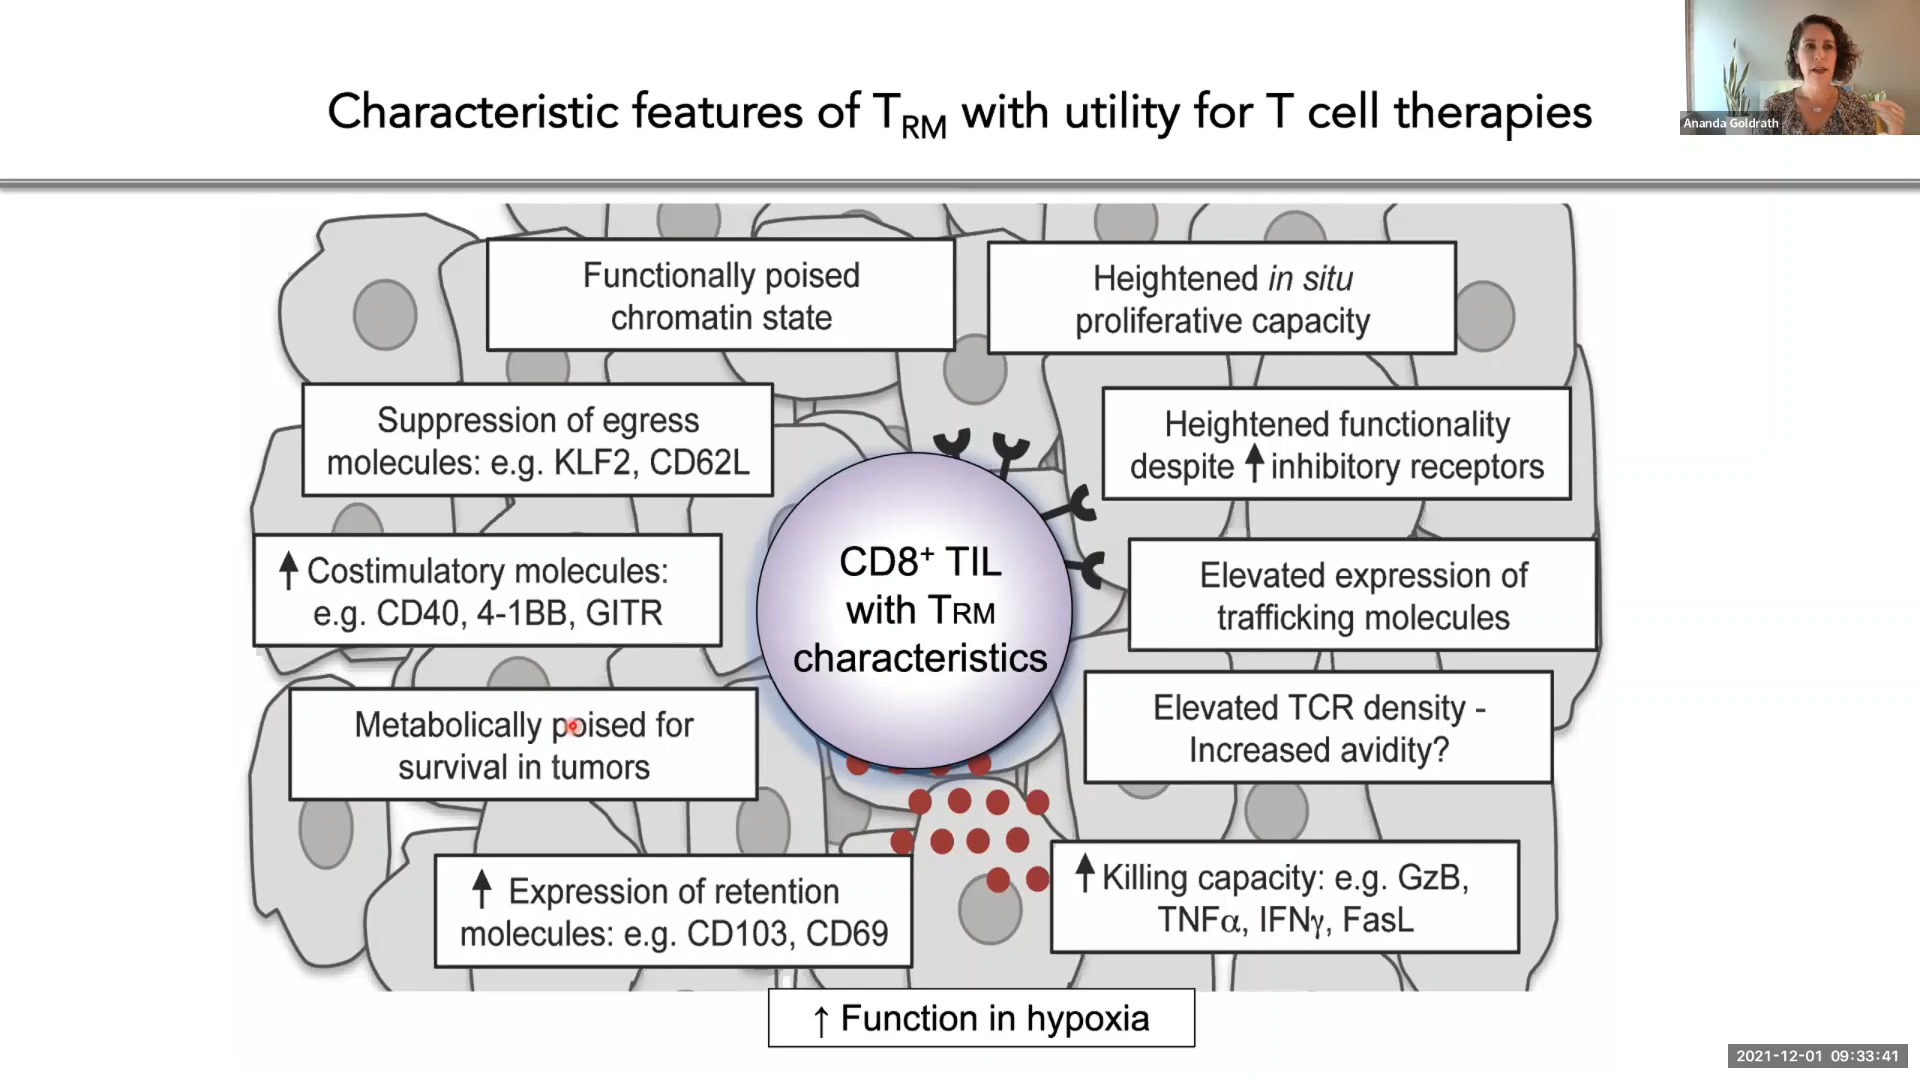 Characteristic features of TRM with utility for T cell therapies
Ananda Goldrath
Functionally poised
chromatin state
Heightened in situ
proliferative capacity
Suppression of egress
molecules: e.g. KLF2, CD62L
Heightened functionality
despite ↑ inhibitory receptors
↑ Costimulatory molecules:
e.g. CD40, 4-1BB, GITR
CD8+ TIL
with TRM
characteristics
Elevated expression of
trafficking molecules
Metabolically poised for
survival in tumors
Elevated TCR density -
Increased avidity?
↑ Expression of retention
molecules: e.g. CD103, CD69
↑ Killing capacity: e.g. GzB,
TNFα, IFNγ, FasL
↑ Function in hypoxia
2021-12-01 09:33:41